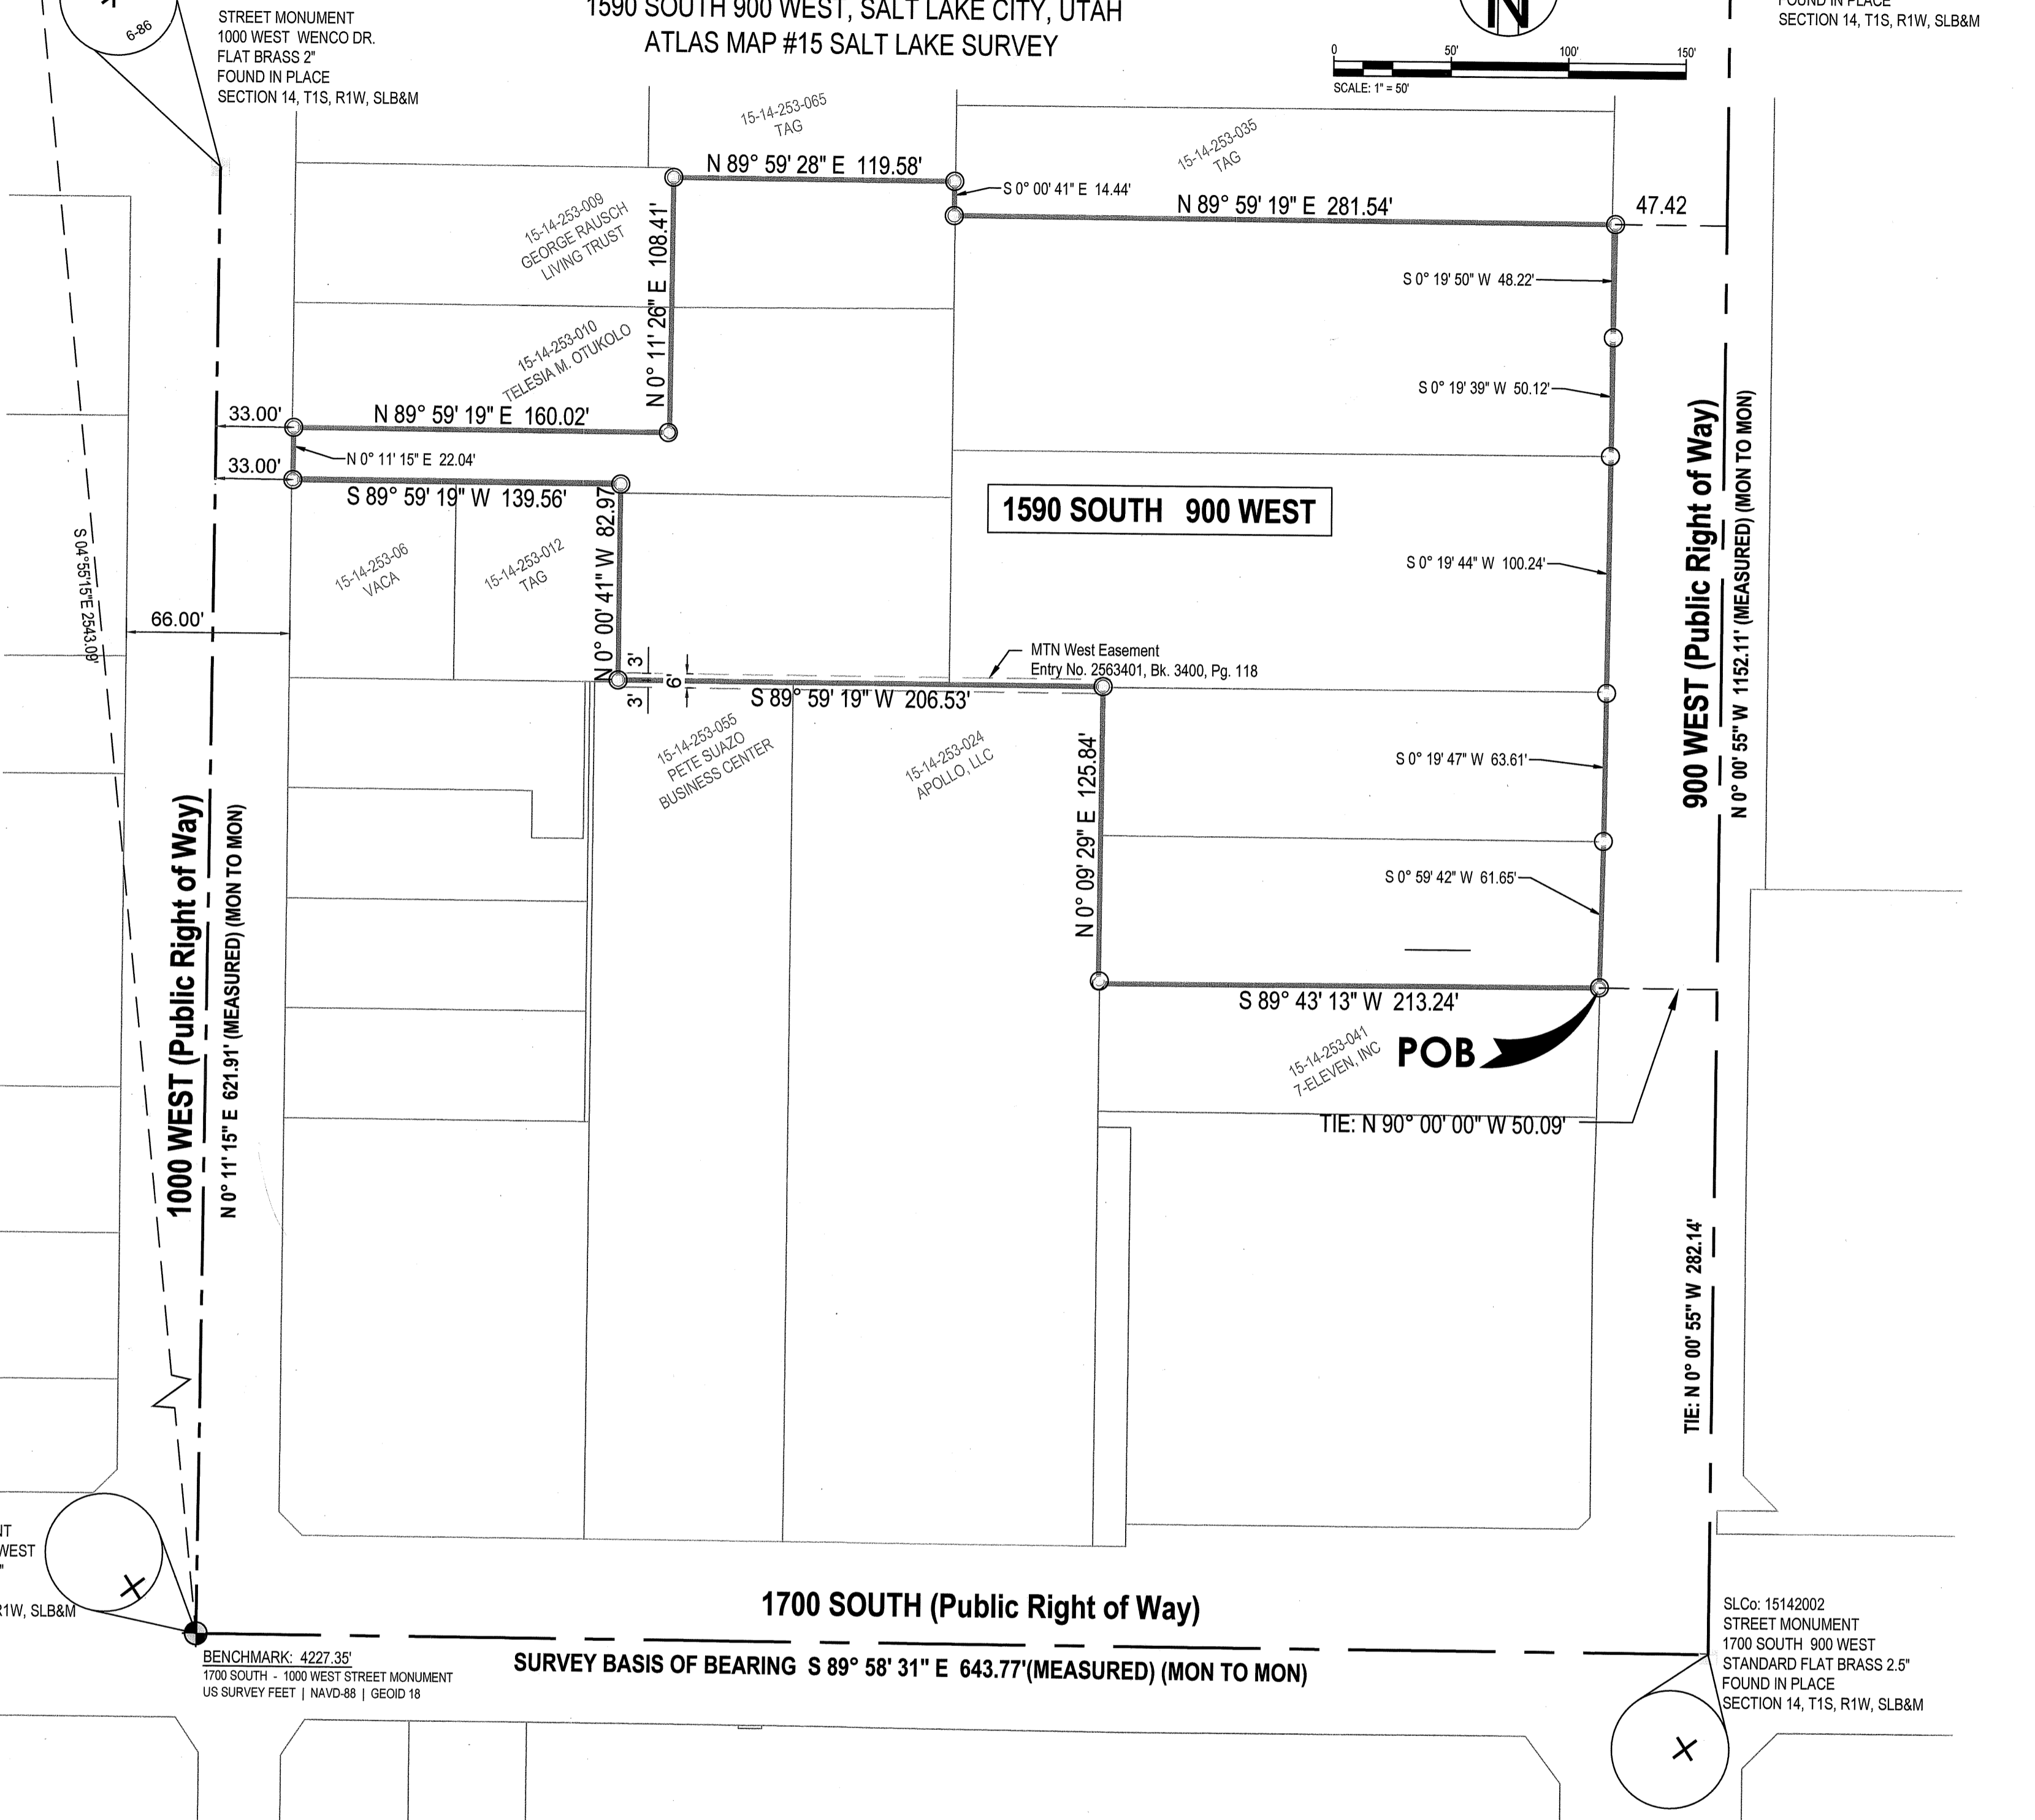 1590 SOUTH 900 WEST, SALT LAKE CITY, UTAH
ATLAS MAP #15 SALT LAKE SURVEY
6-86
STREET MONUMENT
1000 WEST WENCO DR.
FLAT BRASS 2"
FOUND IN PLACE
SECTION 14, T1S, R1W, SLB&M
N
0 50' 100' 150'
SCALE: 1" = 50'
FOUND IN PLACE
SECTION 14, T1S, R1W, SLB&M
15-14-253-065
TAG
15-14-253-035
TAG
N 89° 59' 28" E 119.58'
S 0° 00' 41" E 14.44'
N 89° 59' 19" E 281.54'
47.42
15-14-253-009
GEORGE RAUSCH
LIVING TRUST
N 0° 11' 26" E 108.41'
S 0° 19' 50" W 48.22'
15-14-253-010
TELESIA M. OTUKOLO
S 0° 19' 39" W 50.12'
33.00'
N 89° 59' 19" E 160.02'
N 0° 11' 15" E 22.04'
33.00'
S 89° 59' 19" W 139.56'
N 0° 00' 41" W 82.97'
1590 SOUTH 900 WEST
900 WEST (Public Right of Way)
N 0° 00' 55" W 1152.11' (MEASURED) (MON TO MON)
S 04°55'15"E 2543.09'
15-14-253-06
VACA
15-14-253-012
TAG
S 0° 19' 44" W 100.24'
66.00'
3'
6'
3'
MTN West Easement
Entry No. 2563401, Bk. 3400, Pg. 118
S 89° 59' 19" W 206.53'
15-14-253-055
PETE SUAZO
BUSINESS CENTER
15-14-253-024
APOLLO, LLC
N 0° 09' 29" E 125.84'
S 0° 19' 47" W 63.61'
S 0° 59' 42" W 61.65'
1000 WEST (Public Right of Way)
N 0° 11' 15" E 621.91' (MEASURED) (MON TO MON)
S 89° 43' 13" W 213.24'
15-14-253-041
7-ELEVEN, INC
POB
TIE: N 90° 00' 00" W 50.09'
TIE: N 0° 00' 55" W 282.14'
WEST
R1W, SLB&M
1700 SOUTH (Public Right of Way)
BENCHMARK: 4227.35'
1700 SOUTH - 1000 WEST STREET MONUMENT
US SURVEY FEET | NAVD-88 | GEOID 18
SURVEY BASIS OF BEARING S 89° 58' 31" E 643.77'(MEASURED) (MON TO MON)
SLCo: 15142002
STREET MONUMENT
1700 SOUTH 900 WEST
STANDARD FLAT BRASS 2.5"
FOUND IN PLACE
SECTION 14, T1S, R1W, SLB&M